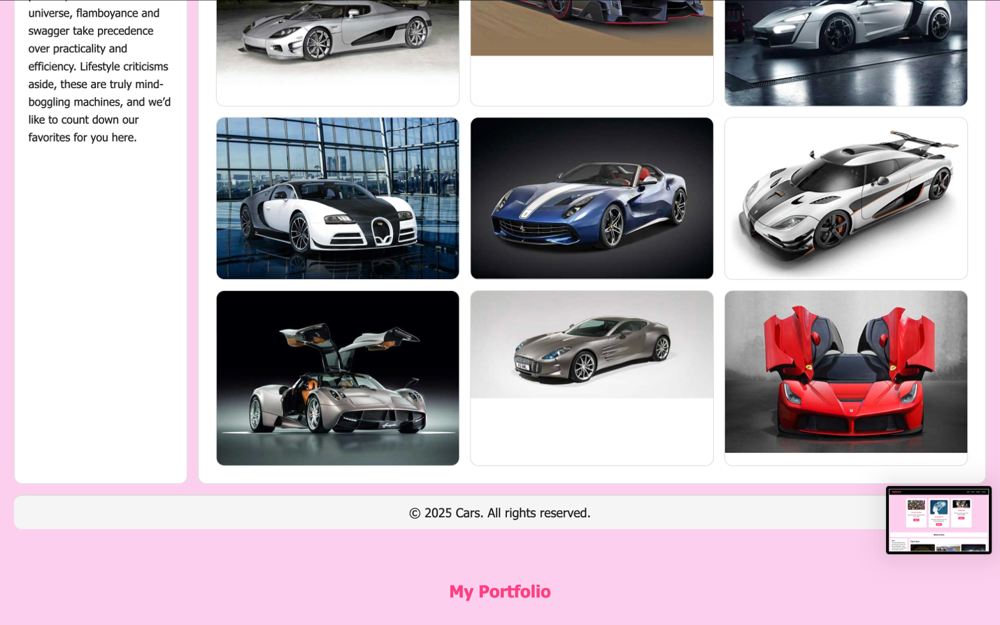 universe, flamboyance and
swagger take precedence
over practicality and
efficiency. Lifestyle criticisms
aside, these are truly mind-
boggling machines, and we’d
like to count down our
favorites for you here.
© 2025 Cars. All rights reserved.
My Portfolio